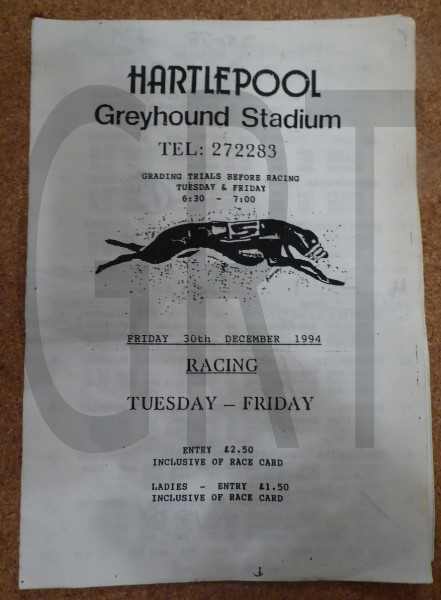 HARTLEPOOL
Greyhound Stadium
TEL: 272283
GRADING TRIALS BEFORE RACING
TUESDAY & FRIDAY
6:30 - 7:00
FRIDAY 30th DECEMBER 1994
RACING
TUESDAY – FRIDAY
ENTRY £2.50
INCLUSIVE OF RACE CARD
LADIES - ENTRY £1.50
INCLUSIVE OF RACE CARD
GRT